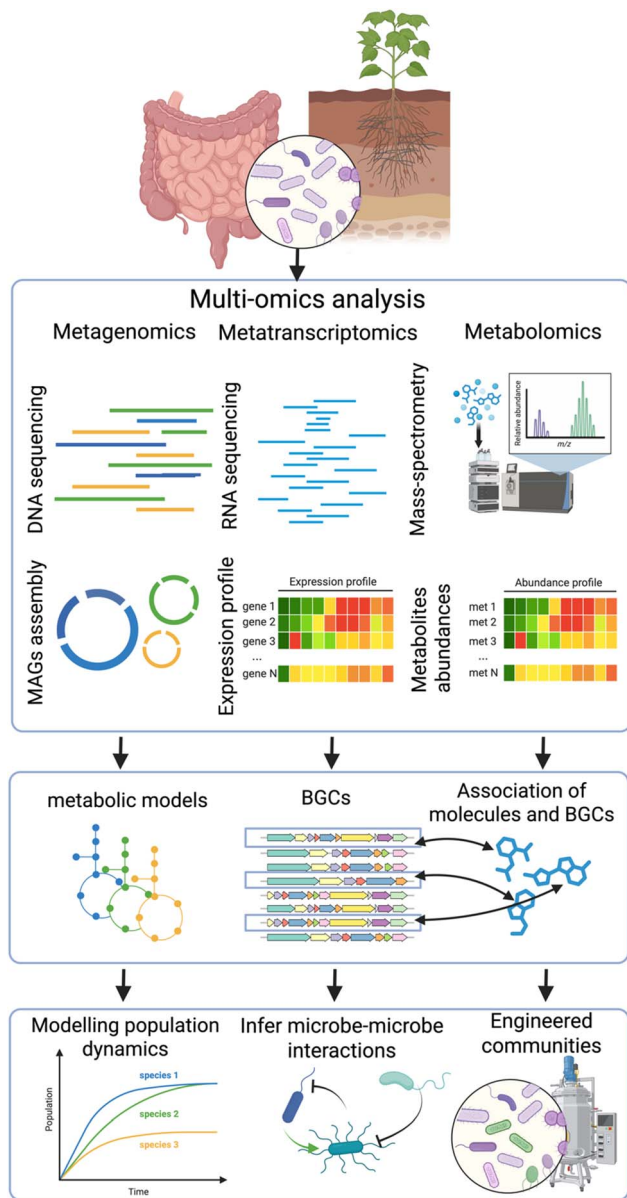 Multi-omics analysis
Metagenomics
Metatranscriptomics
Metabolomics
DNA sequencing
RNA sequencing
Mass-spectrometry
Relative abundance
m/z
MAGs assembly
Expression profile
Expression profile
gene 1
gene 2
gene 3
...
gene N
Metabolites
abundances
Abundance profile
met 1
met 2
met 3
...
met N
metabolic models
BGCs
Association of
molecules and BGCs
Modelling population
dynamics
Population
species 1
species 2
species 3
Time
Infer microbe-microbe
interactions
Engineered
communities